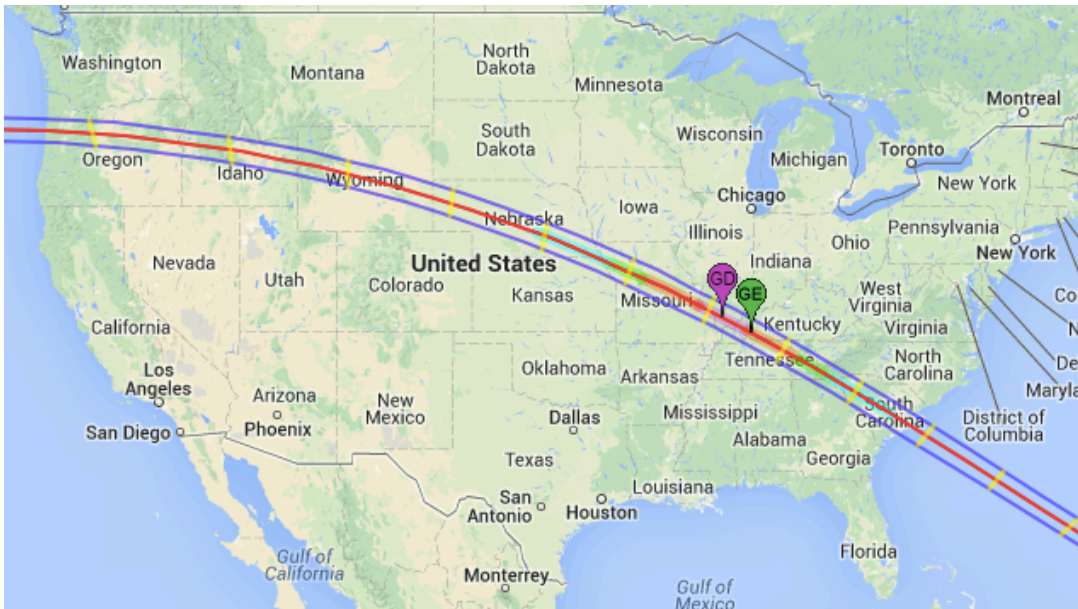 Washington
Montana
North
Dakota
Minnesota
Montreal
Oregon
Idaho
Wyoming
South
Dakota
Wisconsin
Michigan
Toronto
New York
Nebraska
Iowa
Chicago
Illinois
Indiana
Ohio
Pennsylvania
New York
Nevada
Utah
Colorado
United States
Kansas
Missouri
GD
GE
Kentucky
West
Virginia
Virginia
Co
N
De
Maryla
California
Los
Angeles
San Diego
Arizona
Phoenix
New
Mexico
Oklahoma
Arkansas
Tennessee
North
Carolina
South
Carolina
District of
Columbia
Dallas
Texas
Mississippi
Alabama
Georgia
Louisiana
San
Antonio
Houston
Florida
Gulf of
California
Monterrey
Gulf of
Mexico